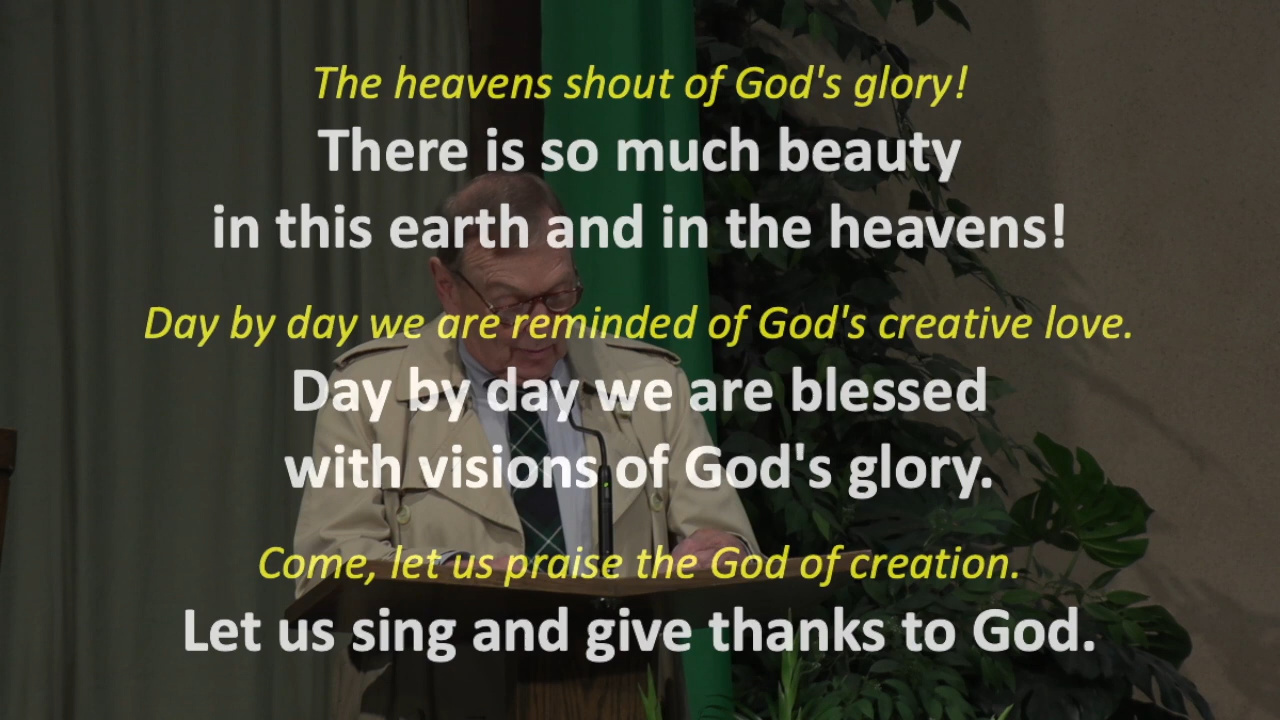 The heavens shout of God's glory!
There is so much beauty
in this earth and in the heavens!
Day by day we are reminded of God's creative love.
Day by day we are blessed
with visions of God's glory.
Come, let us praise the God of creation.
Let us sing and give thanks to God.